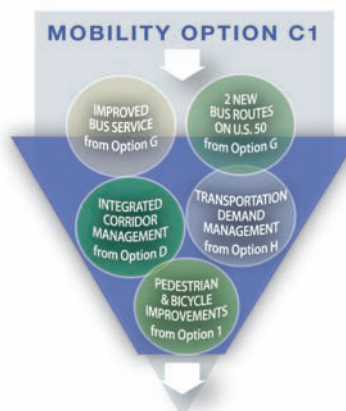 MOBILITY OPTION C1
IMPROVED
BUS SERVICE
from Option G
2 NEW
BUS ROUTES
ON U.S. 50
from Option G
INTEGRATED
CORRIDOR
MANAGEMENT
from Option D
TRANSPORTATION
DEMAND
MANAGEMENT
from Option H
PEDESTRIAN
& BICYCLE
IMPROVEMENTS
from Option 1